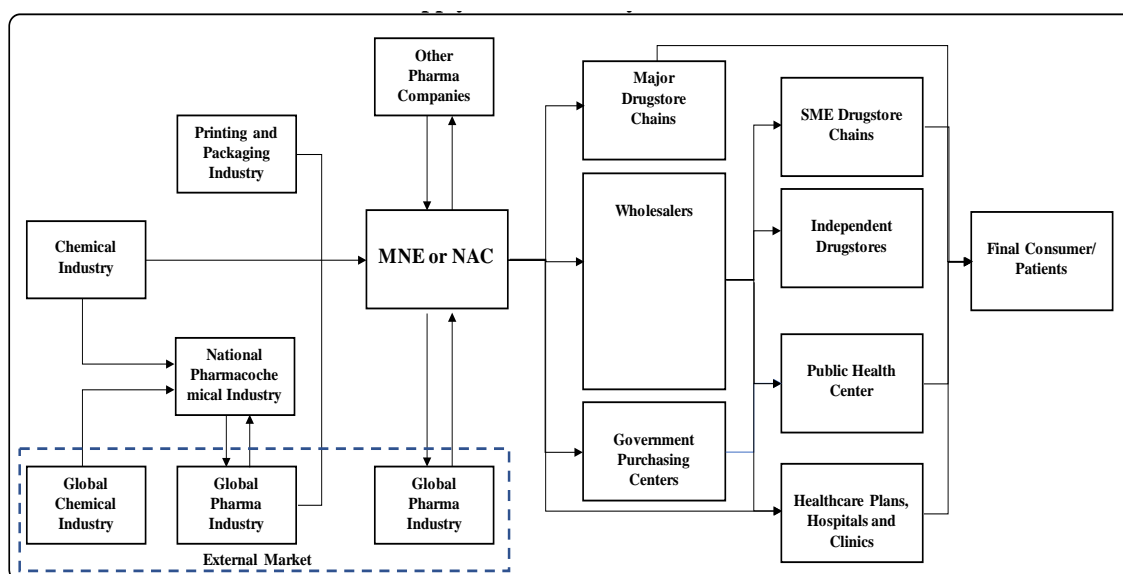 Other
Pharma
Companies
Major
Drugstore
Chains
SME Drugstore
Chains
Printing and
Packaging
Industry
Wholesalers
Chemical
Industry
MNE or NAC
Independent
Drugstores
Final Consumer/
Patients
National
Pharmacoche
mical Industry
Public Health
Center
Government
Purchasing
Centers
Global
Chemical
Industry
Global
Pharma
Industry
Global
Pharma
Industry
Healthcare Plans,
Hospitals and
Clinics
External Market